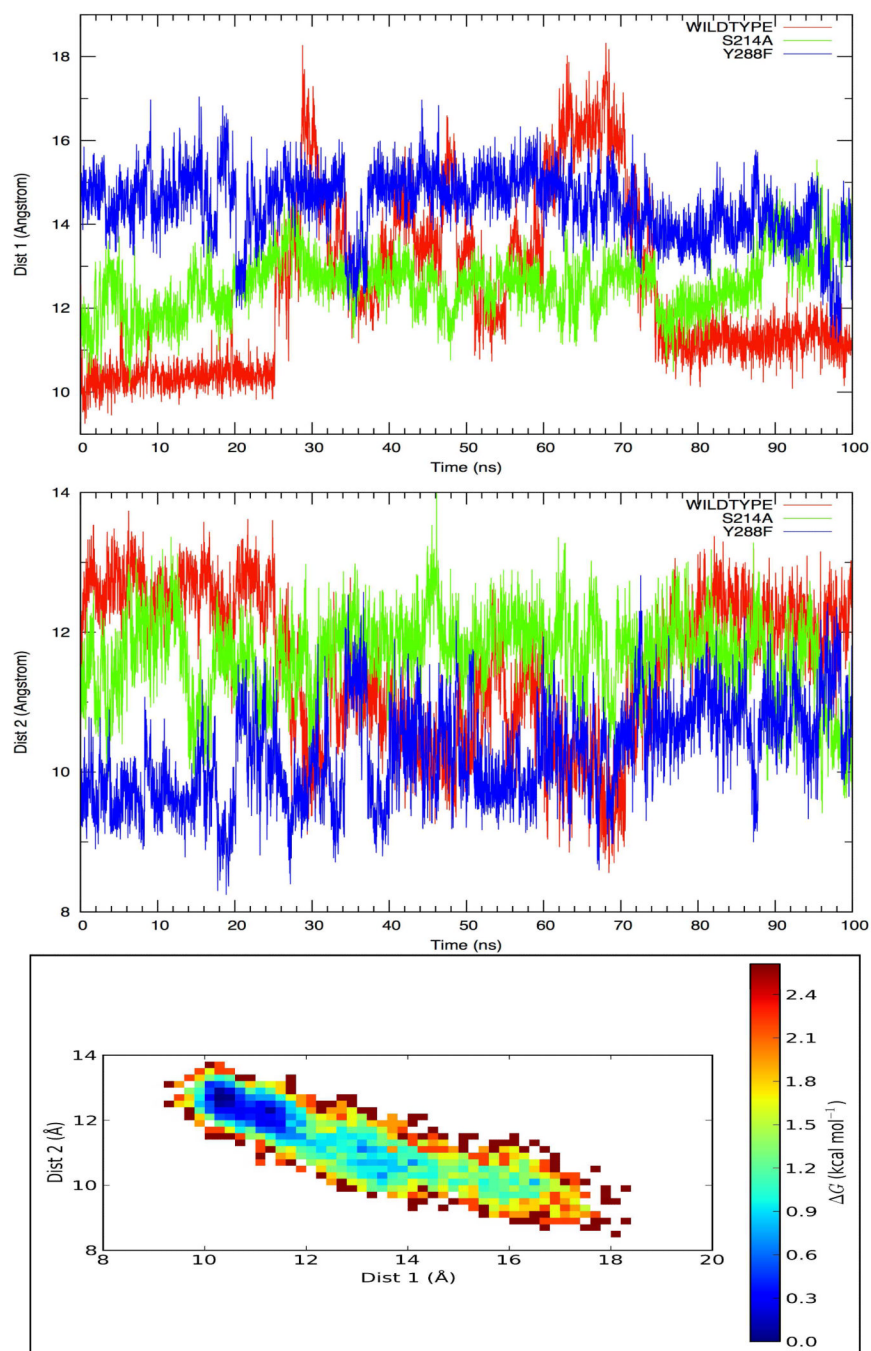 18
16
14
12
10
Dist 1 (Angstrom)
WILDTYPE
S214A
Y288F
0 10 20 30 40 50 60 70 80 90 100
Time (ns)
14
13
12
10
8
Dist 2 (Angstrom)
WILDTYPE
S214A
Y288F
0 10 20 30 40 50 60 70 80 90 100
Time (ns)
14
12
10
8
Dist 2 (Å)
8 10 12 14 16 18 20
Dist 1 (Å)
2.4
2.1
1.8
1.5
1.2
0.9
0.6
0.3
0.0
ΔG (kcal mol⁻¹)